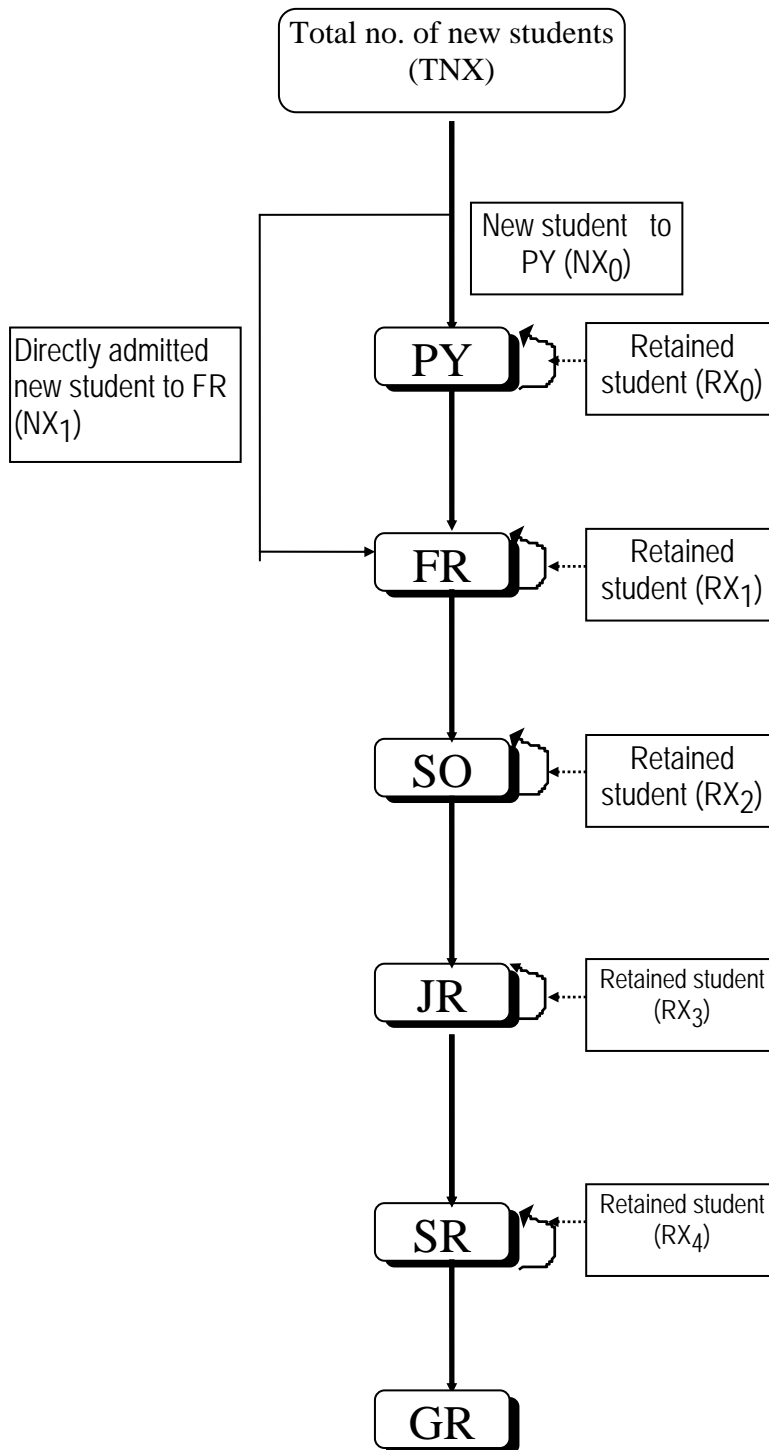 Total no. of new students
(TNX)
New student to
PY (NX0)
Directly admitted
new student to FR
(NX1)
PY
Retained
student (RX0)
FR
Retained
student (RX1)
SO
Retained
student (RX2)
JR
Retained student
(RX3)
SR
Retained student
(RX4)
GR